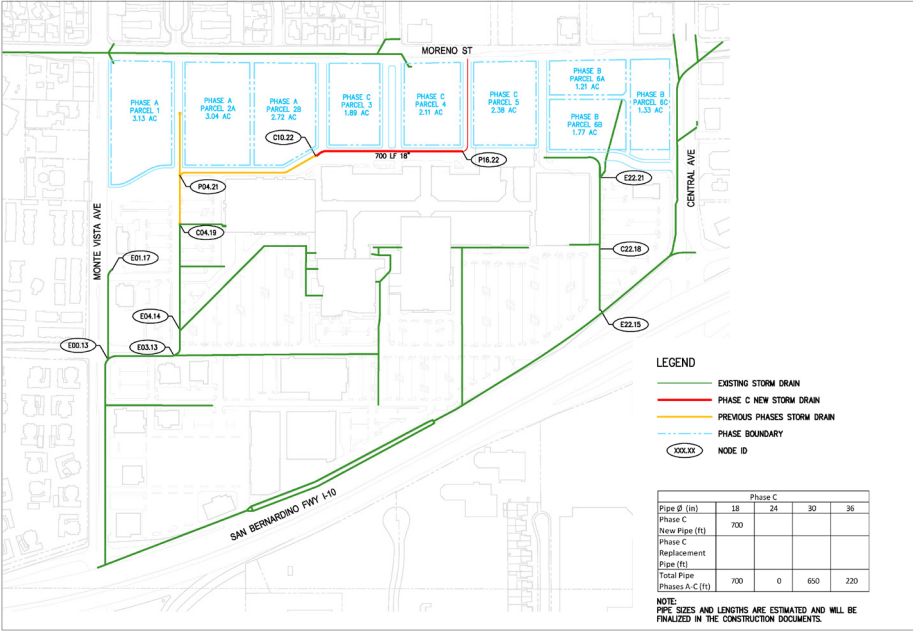 MORENO ST
PHASE A
PARCEL 1
3.13 AC
PHASE A
PARCEL 2A
3.04 AC
PHASE A
PARCEL 2B
2.72 AC
PHASE C
PARCEL 3
1.89 AC
PHASE C
PARCEL 4
2.11 AC
PHASE C
PARCEL 5
2.38 AC
PHASE B
PARCEL 6A
1.21 AC
PHASE B
PARCEL 6B
1.77 AC
PHASE B
PARCEL 6C
1.33 AC
C10.22
700 LF 18"
P16.22
P04.21
E22.21
CENTRAL AVE
C04.19
MONTE VISTA AVE
C22.18
E01.17
E04.14
E22.15
E00.13
E03.13
SAN BERNARDINO FWY I-10
LEGEND
EXISTING STORM DRAIN
PHASE C NEW STORM DRAIN
PREVIOUS PHASES STORM DRAIN
PHASE BOUNDARY
XXX.XX NODE ID
Phase C
Pipe Ø (in) 18 24 30 36
Phase C
New Pipe (ft) 700
Phase C
Replacement
Pipe (ft)
Total Pipe
Phases A-C (ft) 700 0 650 220
NOTE:
PIPE SIZES AND LENGTHS ARE ESTIMATED AND WILL BE
FINALIZED IN THE CONSTRUCTION DOCUMENTS.